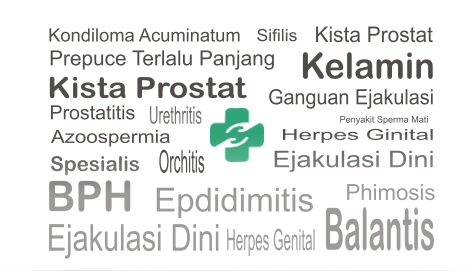 Kondiloma Acuminatum Sifilis Kista Prostat
Prepuce Terlalu Panjang Kelamin
Kista Prostat Ganguan Ejakulasi
Prostatitis Urethritis Penyakit Sperma Mati
Azoospermia Herpes Ginital
Spesialis Orchitis Ejakulasi Dini
BPH Epdidimitis Phimosis
Ejakulasi Dini Herpes Genital Balantis